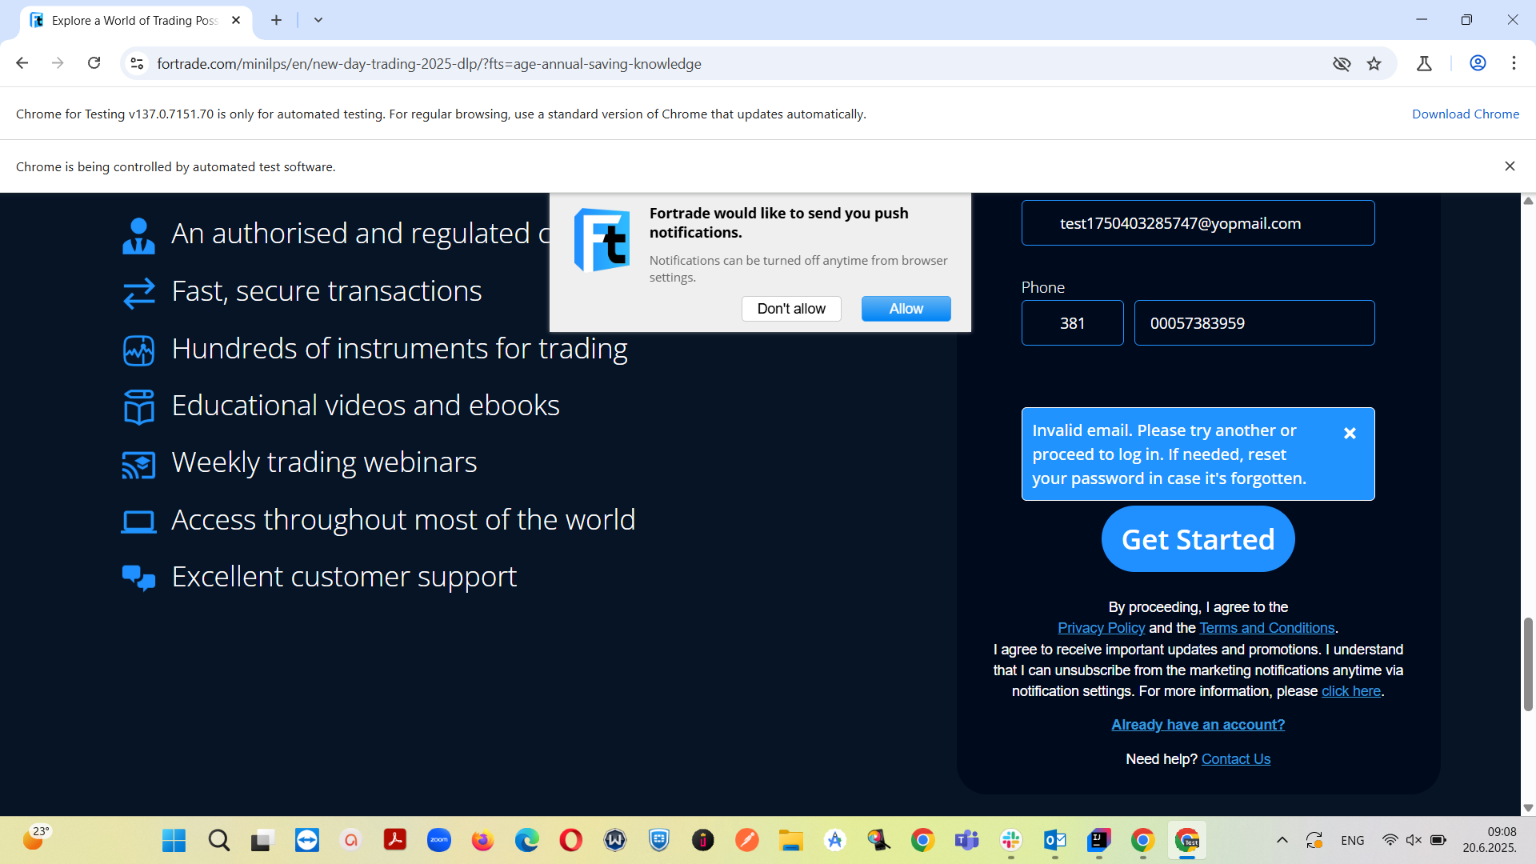 Explore a World of Trading Poss
fortrade.com/minilps/en/new-day-trading-2025-dlp/?fts=age-annual-saving-knowledge
Chrome for Testing v137.0.7151.70 is only for automated testing. For regular browsing, use a standard version of Chrome that updates automatically.
Download Chrome
Chrome is being controlled by automated test software.
Fortrade would like to send you push
notifications.
Notifications can be turned off anytime from browser
settings.
Don't allow
Allow
An authorised and regulated c
Fast, secure transactions
Hundreds of instruments for trading
Educational videos and ebooks
Weekly trading webinars
Access throughout most of the world
Excellent customer support
test1750403285747@yopmail.com
Phone
381
00057383959
Invalid email. Please try another or
proceed to log in. If needed, reset
your password in case it's forgotten.
Get Started
By proceeding, I agree to the
Privacy Policy and the Terms and Conditions.
I agree to receive important updates and promotions. I understand
that I can unsubscribe from the marketing notifications anytime via
notification settings. For more information, please click here.
Already have an account?
Need help? Contact Us
23°
zoom
Test
ENG
09:08
20.6.2025.